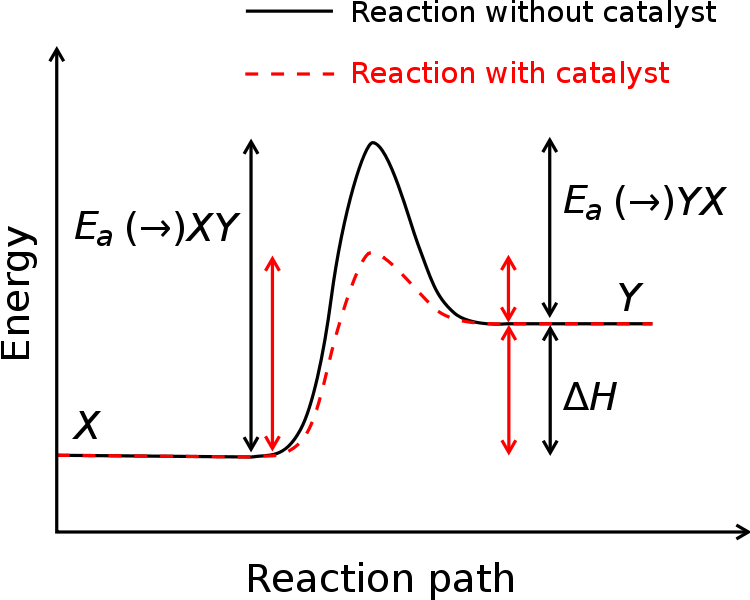 Reaction without catalyst
Reaction with catalyst
Eₐ (→)XY
Eₐ (→)YX
Energy
Y
X
ΔH
Reaction path